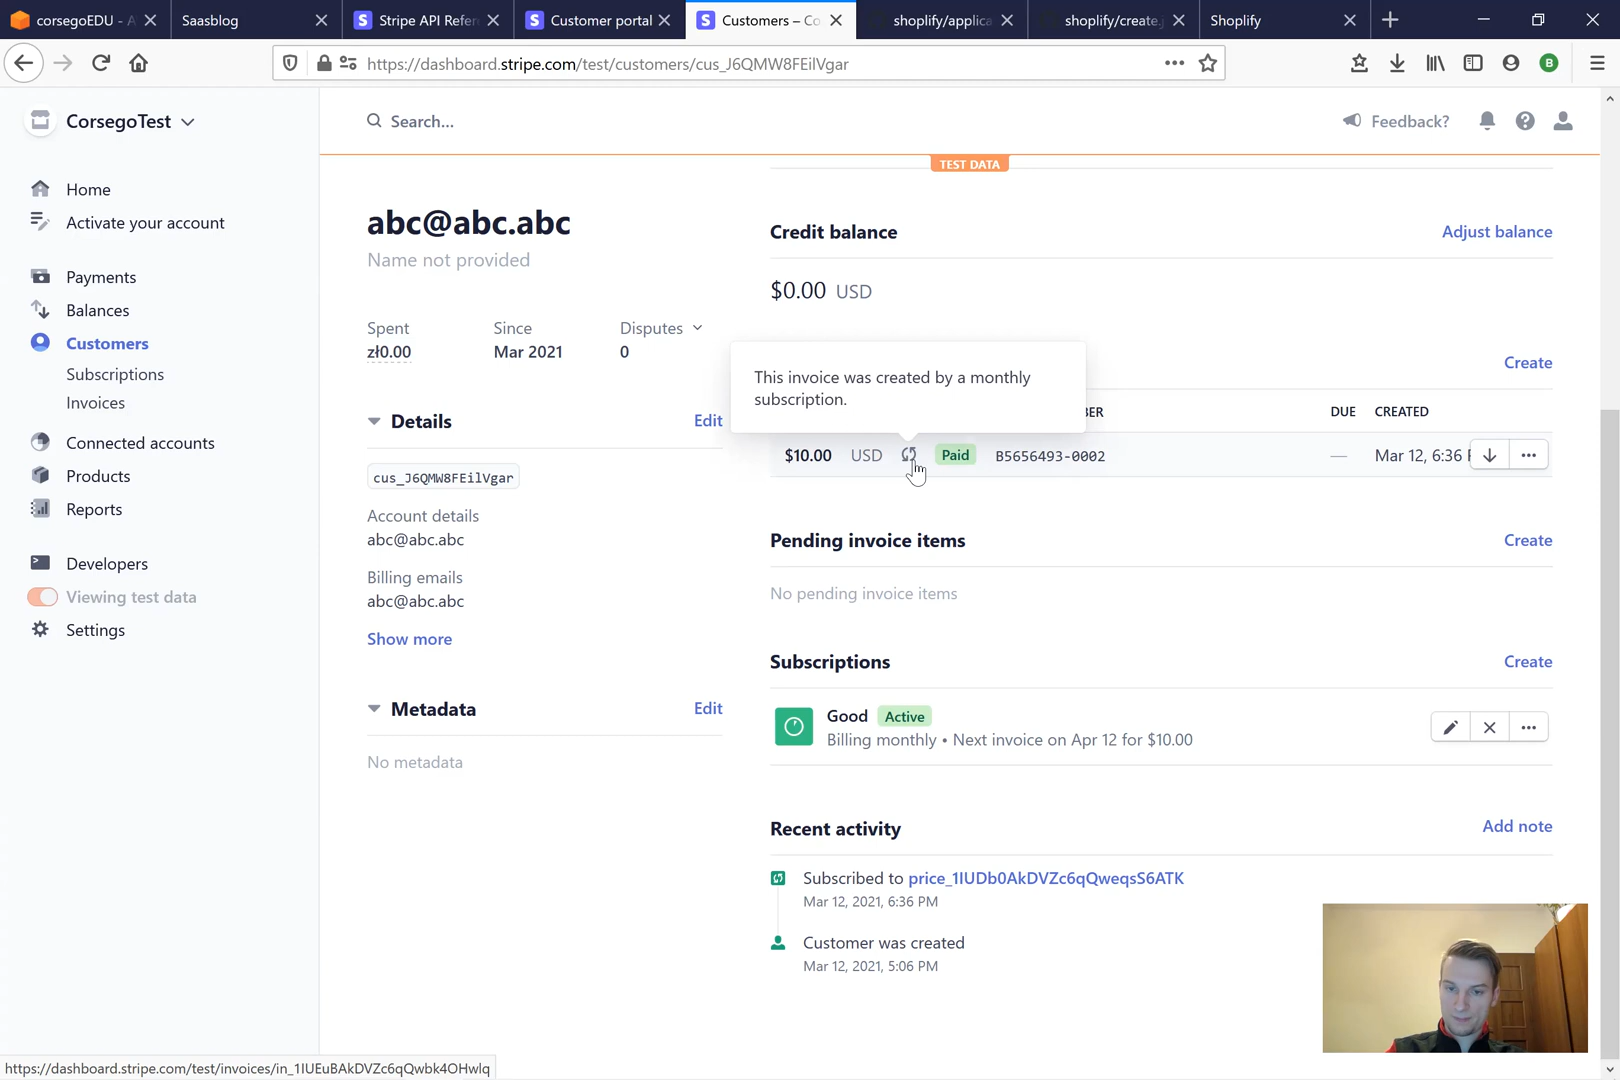 corsegoEDU - A
Saasblog
Stripe API Refer
Customer portal
Customers – Co
shoplify/applica
shoplify/create.
Shoplify
https://dashboard.stripe.com/test/customers/cus_J6QMW8FEilVgar
B
CorsegoTest
Search...
Feedback?
TEST DATA
Home
Activate your account
Payments
Balances
Customers
Subscriptions
Invoices
Connected accounts
Products
Reports
Developers
Viewing test data
Settings
abc@abc.abc
Name not provided
Spent
Since
Disputes
zł0.00
Mar 2021
0
Details
Edit
cus_J6QMW8FEilVgar
Account details
abc@abc.abc
Billing emails
abc@abc.abc
Show more
Metadata
Edit
No metadata
Credit balance
Adjust balance
$0.00 USD
Create
This invoice was created by a monthly
subscription.
BER
DUE
CREATED
$10.00 USD
Paid
B5656493-0002
—
Mar 12, 6:36
Pending invoice items
Create
No pending invoice items
Subscriptions
Create
Good Active
Billing monthly • Next invoice on Apr 12 for $10.00
Recent activity
Add note
Subscribed to price_1IUDb0AkDVZc6qQweqsS6ATK
Mar 12, 2021, 6:36 PM
Customer was created
Mar 12, 2021, 5:06 PM
https://dashboard.stripe.com/test/invoices/in_1IUEuBAkDVZc6qQwbk4OHwlq